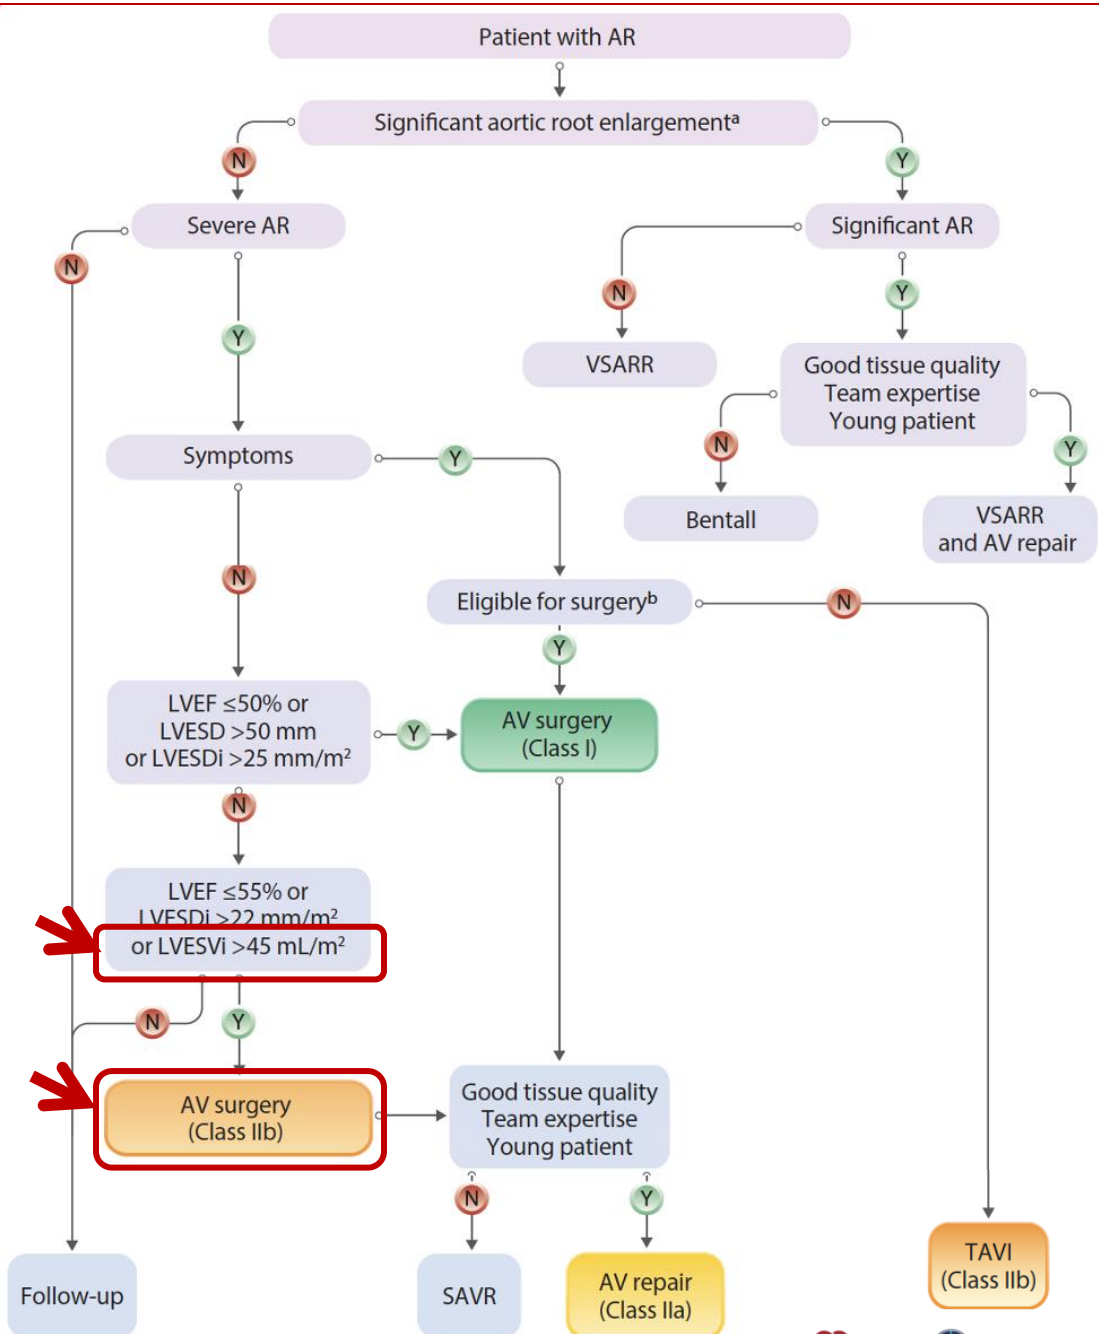 Patient with AR
Significant aortic root enlargementᵃ
N
Y
Severe AR
Significant AR
N
N
Y
Y
VSARR
Good tissue quality
Team expertise
Young patient
Symptoms
Y
N
Y
Bentall
VSARR
and AV repair
N
Eligible for surgeryᵇ
N
Y
LVEF ≤50% or
LVESD >50 mm
or LVESDi >25 mm/m²
Y
AV surgery
(Class I)
N
LVEF ≤55% or
LVESDi >22 mm/m²
or LVESVi >45 mL/m²
N
Y
AV surgery
(Class IIb)
Good tissue quality
Team expertise
Young patient
N
Y
Follow-up
SAVR
AV repair
(Class IIa)
TAVI
(Class IIb)